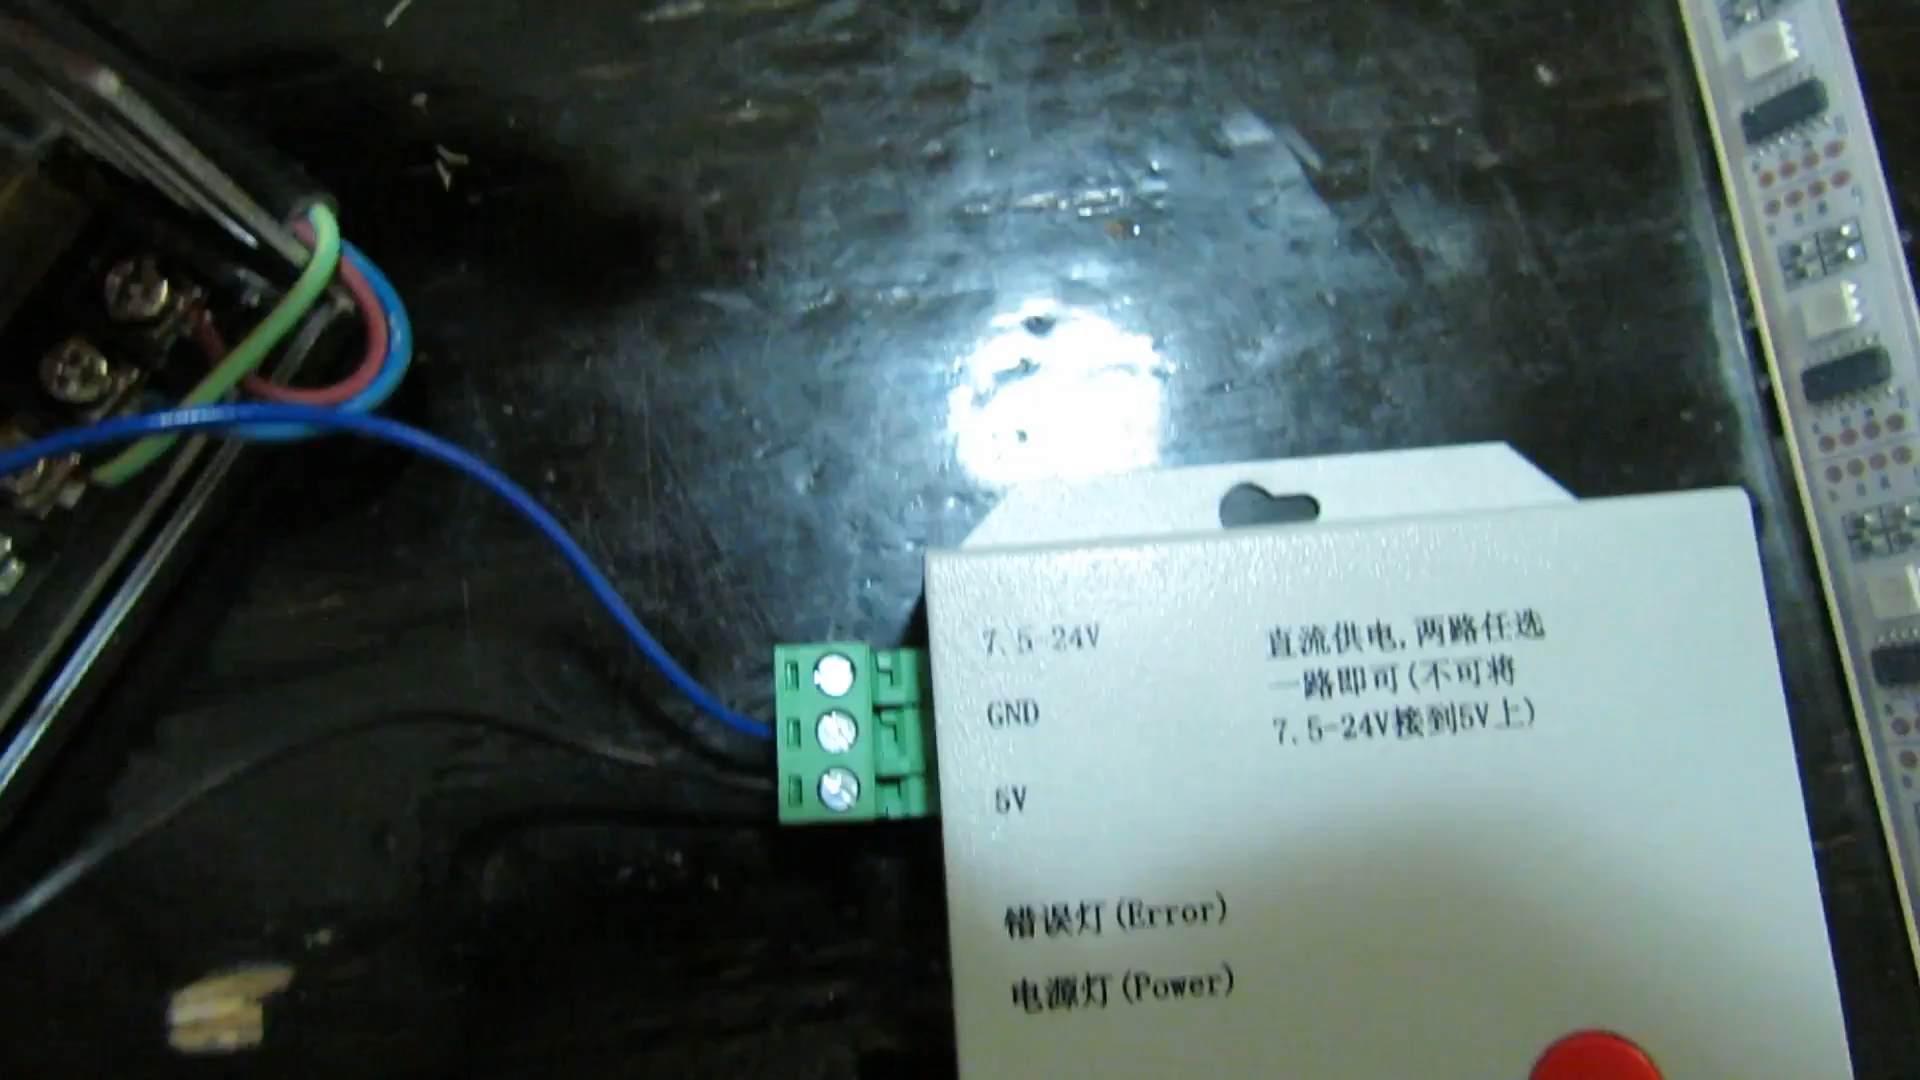 7.5-24V
直流供电,两路任选
一路即可(不可将
7.5-24V接到5V上)
GND
5V
错误灯(Error)
电源灯(Power)